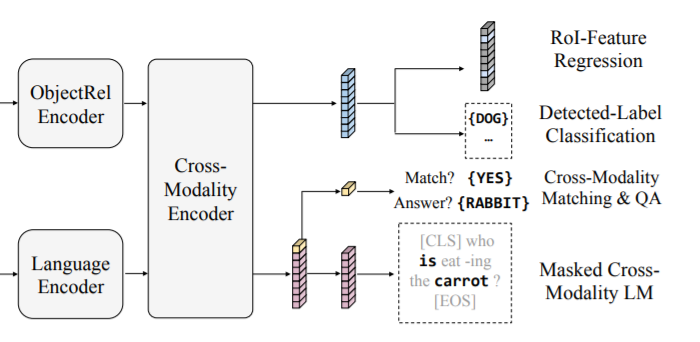 ObjectRel
Encoder
Language
Encoder
Cross-
Modality
Encoder
RoI-Feature
Regression
{DOG}
…
Detected-Label
Classification
Match? {YES}
Answer? {RABBIT}
Cross-Modality
Matching & QA
[CLS] who
is eat -ing
the carrot ?
[EOS]
Masked Cross-
Modality LM